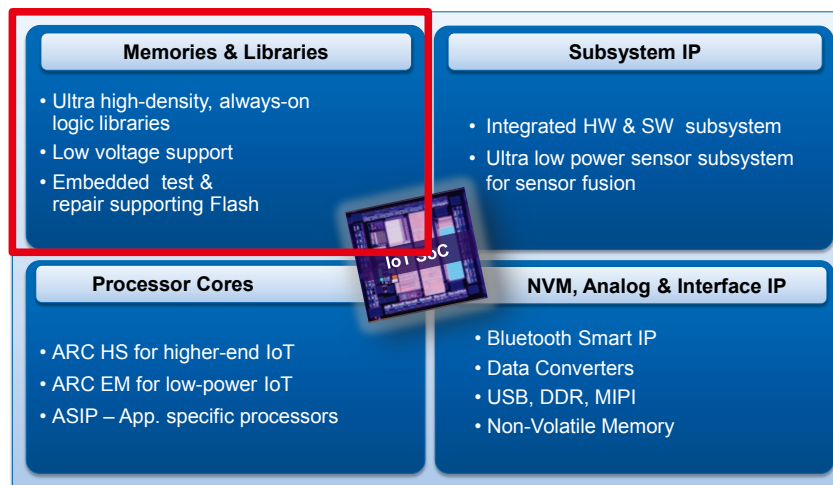 Memories & Libraries
• Ultra high-density, always-on
logic libraries
• Low voltage support
• Embedded test &
repair supporting Flash
Subsystem IP
• Integrated HW & SW subsystem
• Ultra low power sensor subsystem
for sensor fusion
IoT SoC
Processor Cores
• ARC HS for higher-end IoT
• ARC EM for low-power IoT
• ASIP – App. specific processors
NVM, Analog & Interface IP
• Bluetooth Smart IP
• Data Converters
• USB, DDR, MIPI
• Non-Volatile Memory